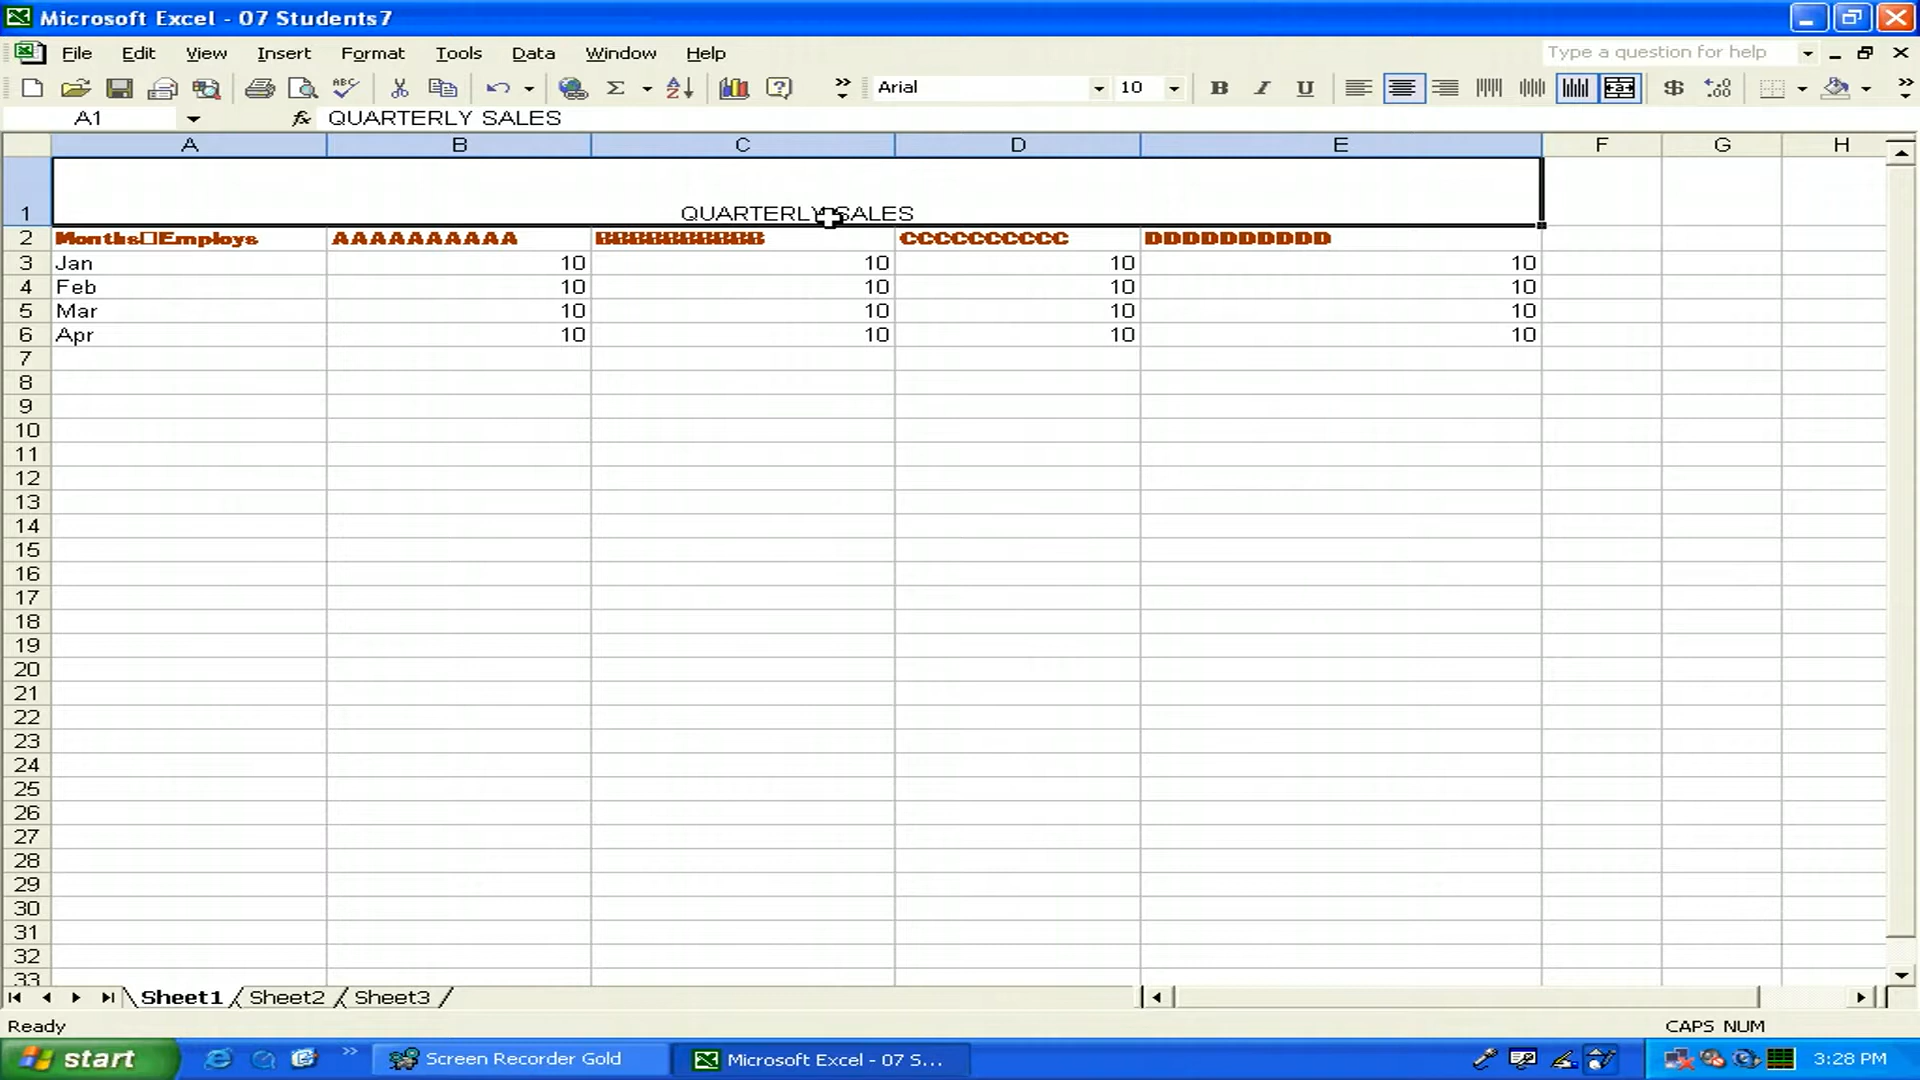 Microsoft Excel - 07 Students7
File Edit View Insert Format Tools Data Window Help Type a question for help
Arial 10 B I U $
A1 fx QUARTERLY SALES
A B C D E F G H
1 QUARTERLY SALES
2 Months□Employs AAAAAAAAAA BBBBBBBBBB CCCCCCCCCC DDDDDDDDDD
3 Jan 10 10 10 10
4 Feb 10 10 10 10
5 Mar 10 10 10 10
6 Apr 10 10 10 10
7
8
9
10
11
12
13
14
15
16
17
18
19
20
21
22
23
24
25
26
27
28
29
30
31
32
33
Sheet1 Sheet2 Sheet3
Ready CAPS NUM
start Screen Recorder Gold Microsoft Excel - 07 S... 3:28 PM